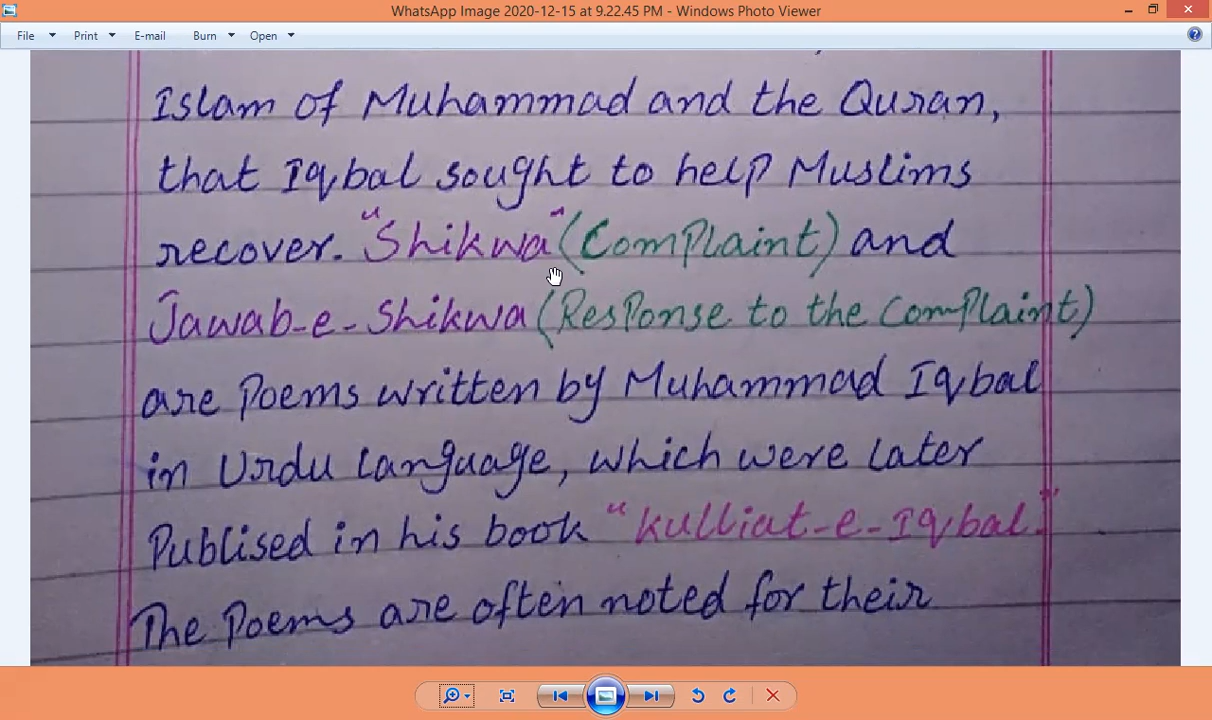 WhatsApp Image 2020-12-15 at 9.22.45 PM - Windows Photo Viewer
File Print E-mail Burn Open
Islam of Muhammad and the Quran,
that Iqbal sought to help Muslims
recover. "Shikwa"(Complaint) and
Jawab-e-Shikwa(Response to the Complaint)
are Poems written by Muhammad Iqbal
in Urdu language, which were later
Publised in his book "kulliat-e-Iqbal."
The Poems are often noted for their